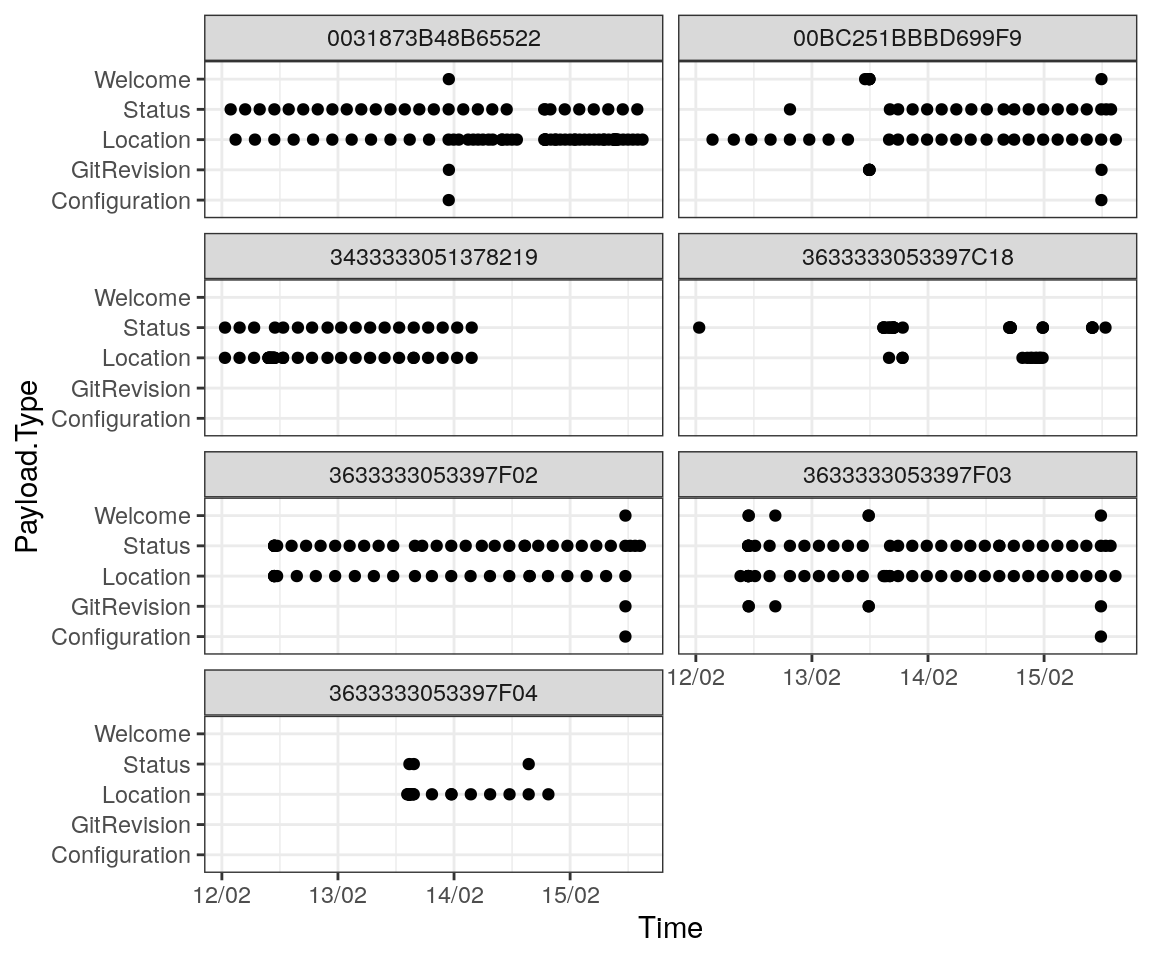 0031873B48B65522
00BC251BBBD699F9
Welcome
Status
Location
GitRevision
Configuration
3433333051378219
3633333053397C18
Welcome
Status
Location
GitRevision
Configuration
3633333053397F02
3633333053397F03
Welcome
Status
Location
GitRevision
Configuration
12/02 13/02 14/02 15/02
3633333053397F04
Welcome
Status
Location
GitRevision
Configuration
12/02 13/02 14/02 15/02
Time
Payload.Type